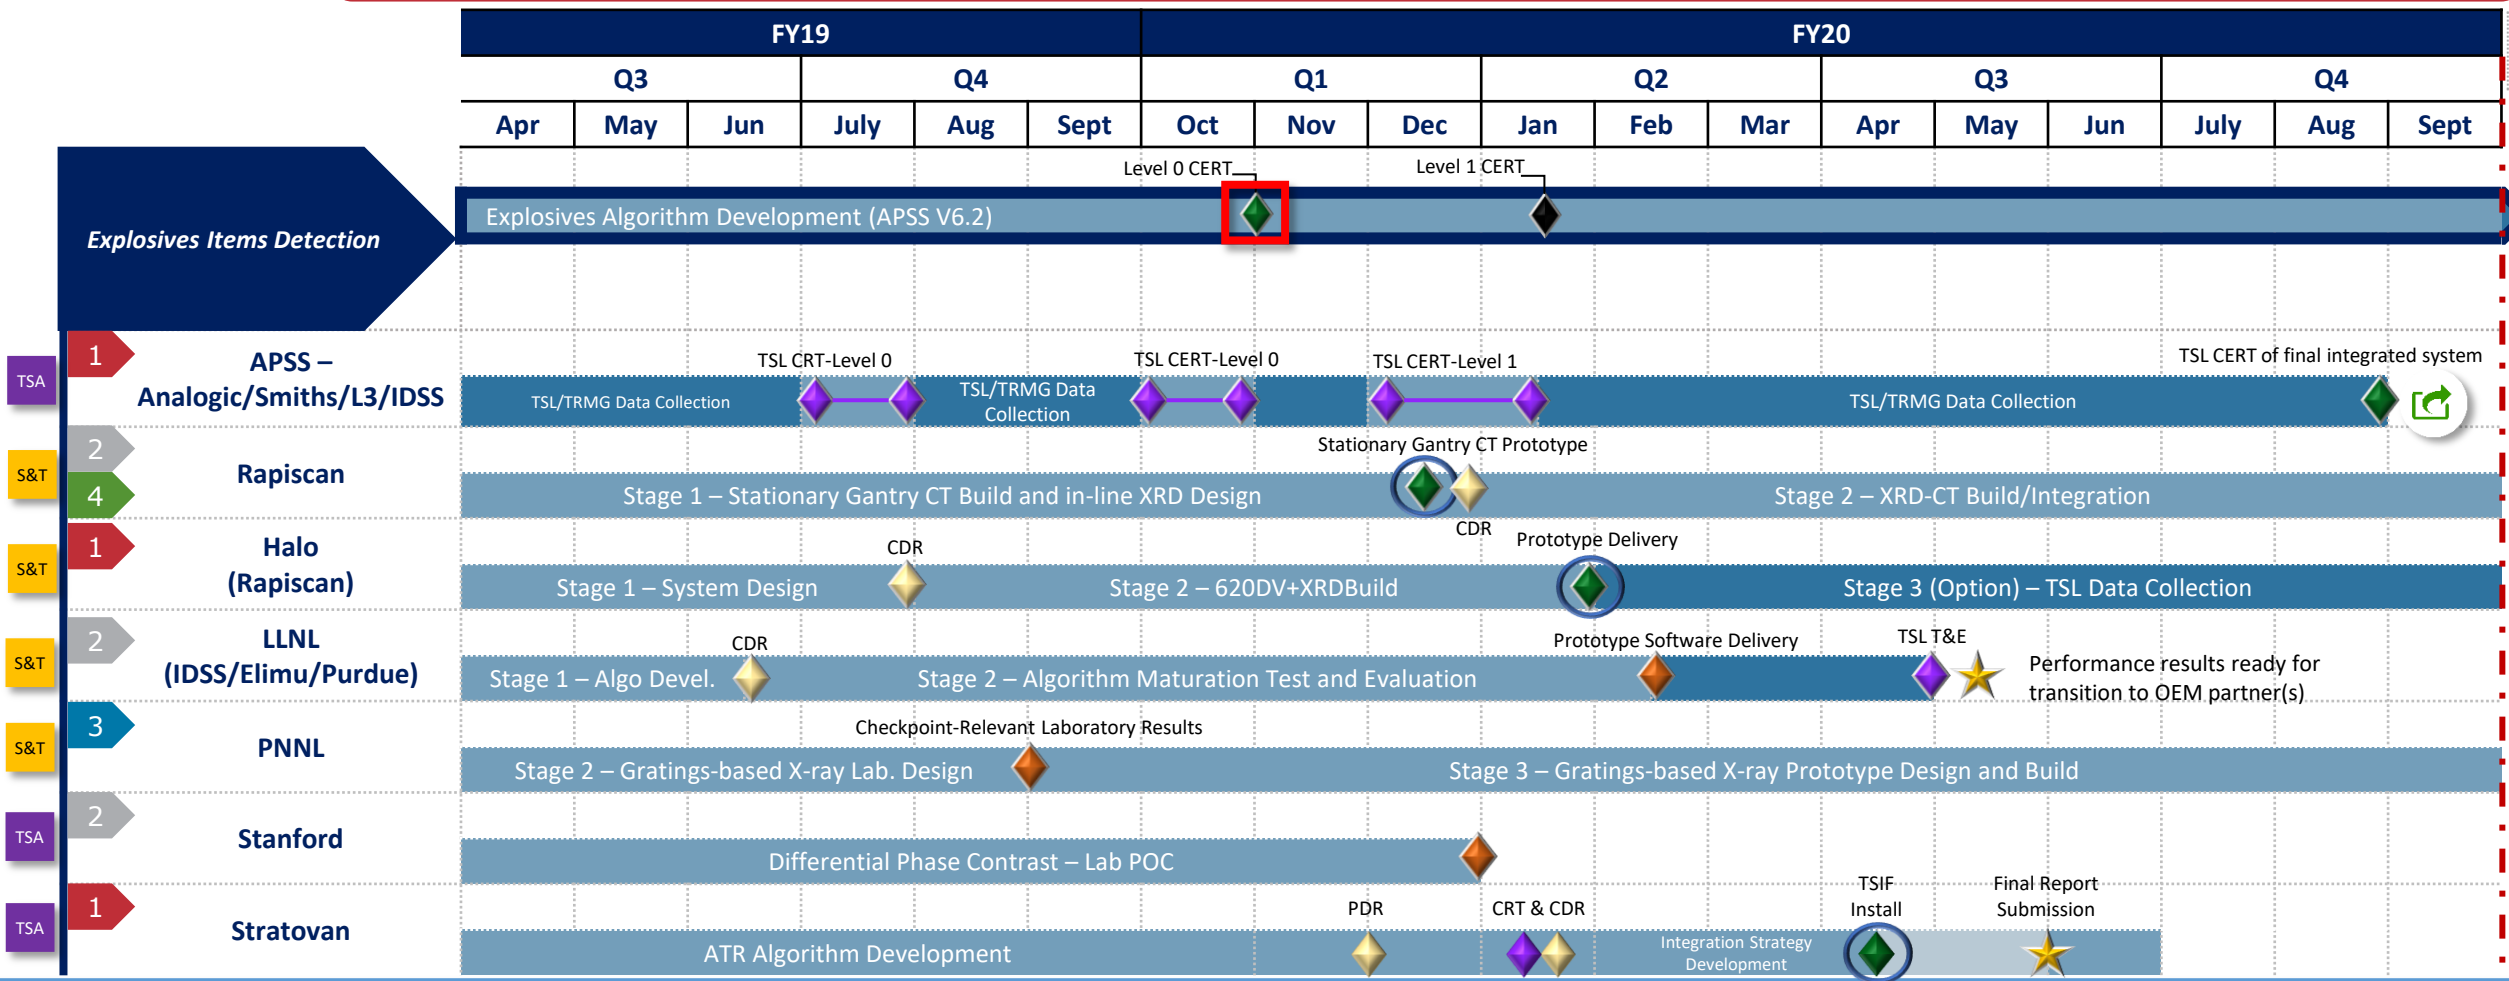 FY19
FY20
Q3
Q4
Q1
Q2
Q3
Q4
Apr
May
Jun
July
Aug
Sept
Oct
Nov
Dec
Jan
Feb
Mar
Apr
May
Jun
July
Aug
Sept
Explosives Items Detection
Level 0 CERT
Level 1 CERT
Explosives Algorithm Development (APSS V6.2)
TSA
1
APSS –
Analogic/Smiths/L3/IDSS
TSL/TRMG Data Collection
TSL CRT-Level 0
TSL/TRMG Data
Collection
TSL CERT-Level 0
TSL CERT-Level 1
TSL/TRMG Data Collection
TSL CERT of final integrated system
S&T
2
4
Rapiscan
Stage 1 – Stationary Gantry CT Build and in-line XRD Design
Stationary Gantry CT Prototype
CDR
Stage 2 – XRD-CT Build/Integration
S&T
1
Halo
(Rapiscan)
Stage 1 – System Design
CDR
Stage 2 – 620DV+XRDBuild
Prototype Delivery
Stage 3 (Option) – TSL Data Collection
S&T
2
LLNL
(IDSS/Elimu/Purdue)
Stage 1 – Algo Devel.
CDR
Stage 2 – Algorithm Maturation Test and Evaluation
Prototype Software Delivery
TSL T&E
Performance results ready for
transition to OEM partner(s)
S&T
3
PNNL
Stage 2 – Gratings-based X-ray Lab. Design
Checkpoint-Relevant Laboratory Results
Stage 3 – Gratings-based X-ray Prototype Design and Build
TSA
2
Stanford
Differential Phase Contrast – Lab POC
TSA
1
Stratovan
ATR Algorithm Development
PDR
CRT & CDR
Integration Strategy
Development
TSIF
Install
Final Report
Submission